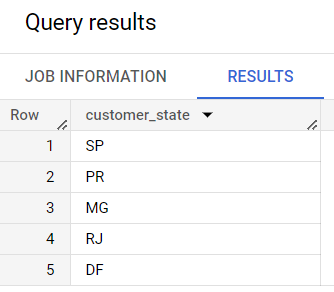 Query results
JOB INFORMATION RESULTS
Row customer_state
1 SP
2 PR
3 MG
4 RJ
5 DF